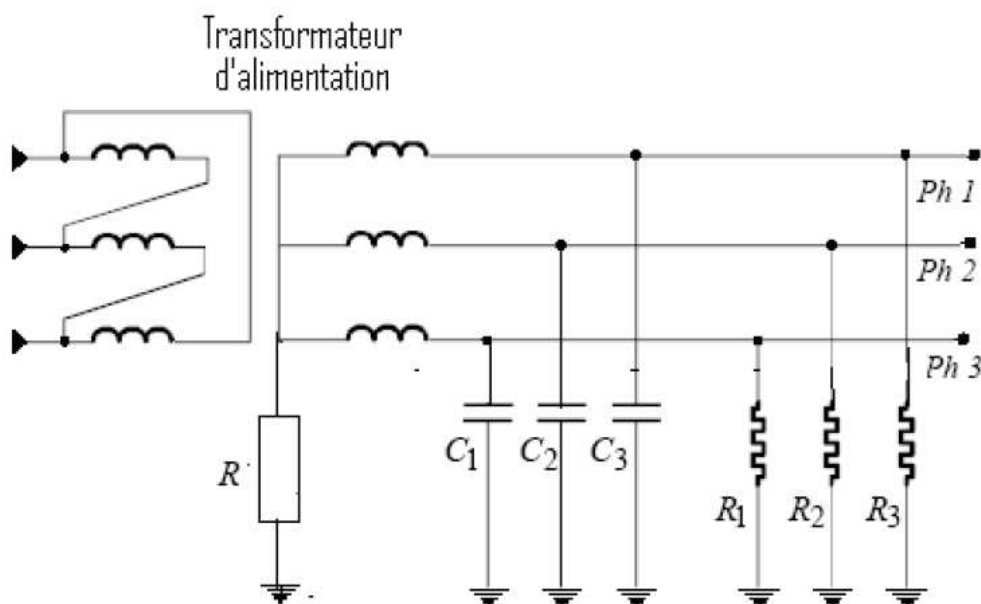 Transformateur
d'alimentation
Ph 1
Ph 2
Ph 3
R
C1
C2
C3
R1
R2
R3